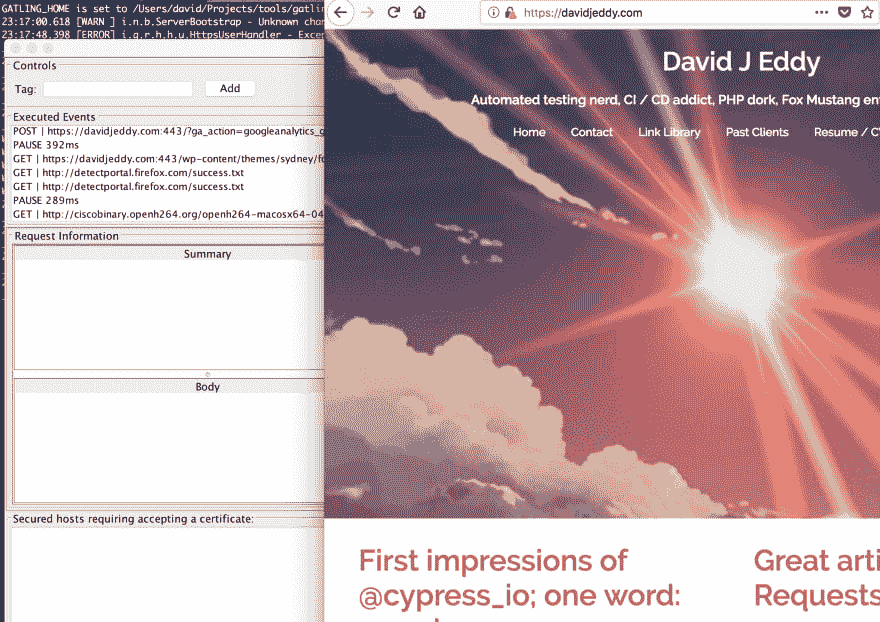 GATLING_HOME is set to /Users/david/Projects/tools/gatlin
23:17:00.618 [WARN ] i.n.b.ServerBootstrap - Unknown chan
23:17:48.398 [ERROR] i.g.r.h.h.u.HttpsUserHandler - Excep
Controls
Tag:
Add
Executed Events
POST | https://davidjeddy.com:443/?ga_action=googleanalytics_g
PAUSE 392ms
GET | https://davidjeddy.com:443/wp-content/themes/sydney/fo
GET | http://detectportal.firefox.com/success.txt
GET | http://detectportal.firefox.com/success.txt
PAUSE 289ms
GET | http://ciscobinary.openh264.org/openh264-macosx64-04
Request Information
Summary
Body
Secured hosts requiring accepting a certificate:
https://davidjeddy.com
David J Eddy
Automated testing nerd, CI / CD addict, PHP dork, Fox Mustang en
Home Contact Link Library Past Clients Resume / C
First impressions of
@cypress_io; one word:
Great arti
Requests